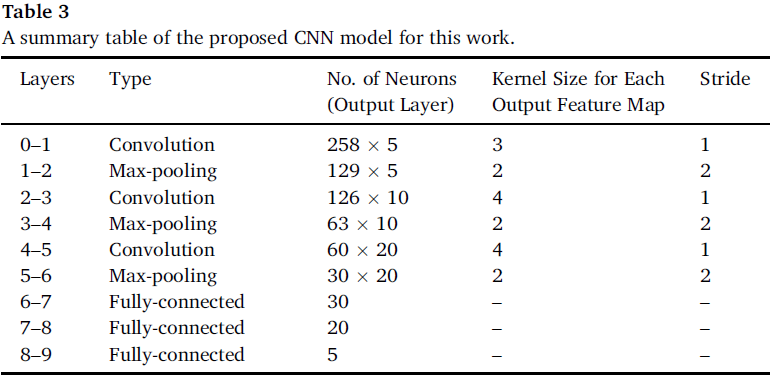 Table 3
A summary table of the proposed CNN model for this work.
Layers Type No. of Neurons (Output Layer) Kernel Size for Each Output Feature Map Stride
0–1 Convolution 258 × 5 3 1
1–2 Max-pooling 129 × 5 2 2
2–3 Convolution 126 × 10 4 1
3–4 Max-pooling 63 × 10 2 2
4–5 Convolution 60 × 20 4 1
5–6 Max-pooling 30 × 20 2 2
6–7 Fully-connected 30 – –
7–8 Fully-connected 20 – –
8–9 Fully-connected 5 – –